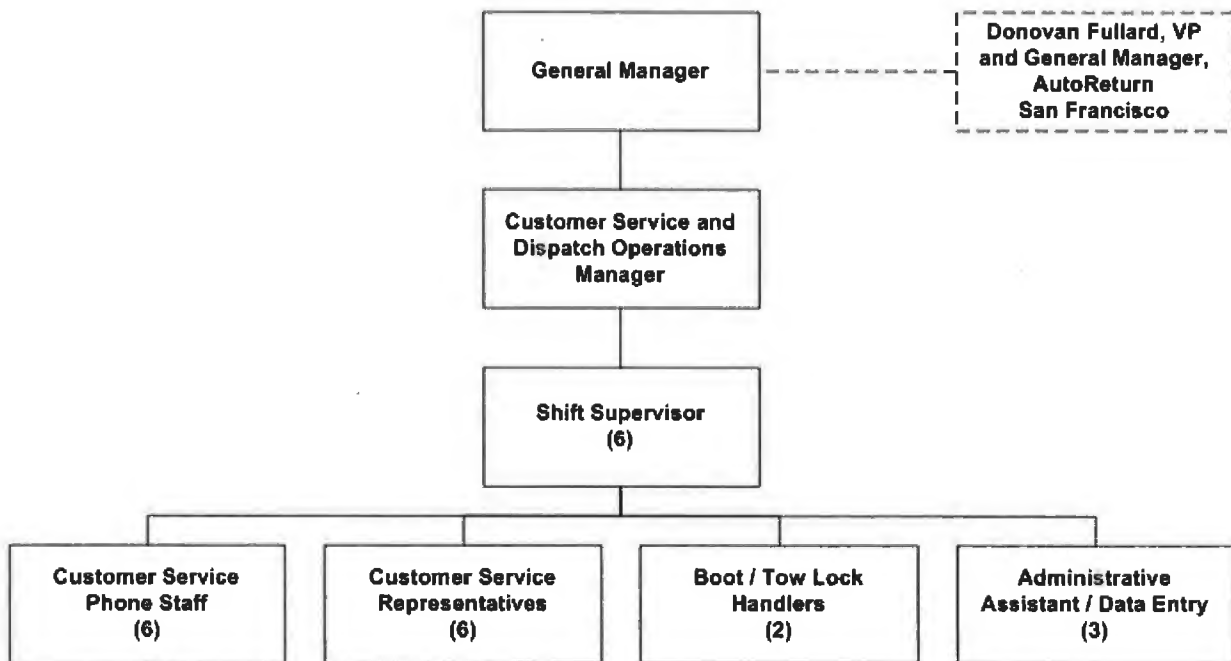 General Manager
Donovan Fullard, VP
and General Manager,
AutoReturn
San Francisco
Customer Service and
Dispatch Operations
Manager
Shift Supervisor
(6)
Customer Service
Phone Staff
(6)
Customer Service
Representatives
(6)
Boot / Tow Lock
Handlers
(2)
Administrative
Assistant / Data Entry
(3)